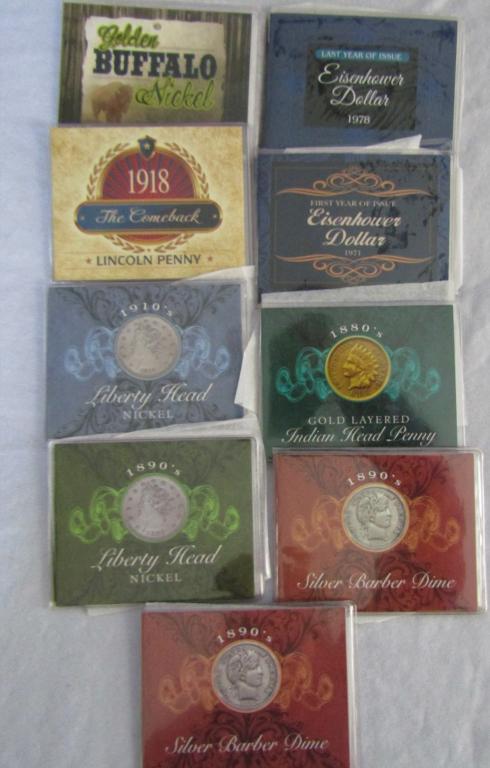 Golden
BUFFALO
Nickel
LAST YEAR OF ISSUE
Eisenhower
Dollar
1978
1918
The Comeback
LINCOLN PENNY
FIRST YEAR OF ISSUE
Eisenhower
Dollar
1971
1910's
Liberty Head
NICKEL
1880's
GOLD LAYERED
Indian Head Penny
1890's
Liberty Head
NICKEL
1890's
Silver Barber Dime
1890's
Silver Barber Dime